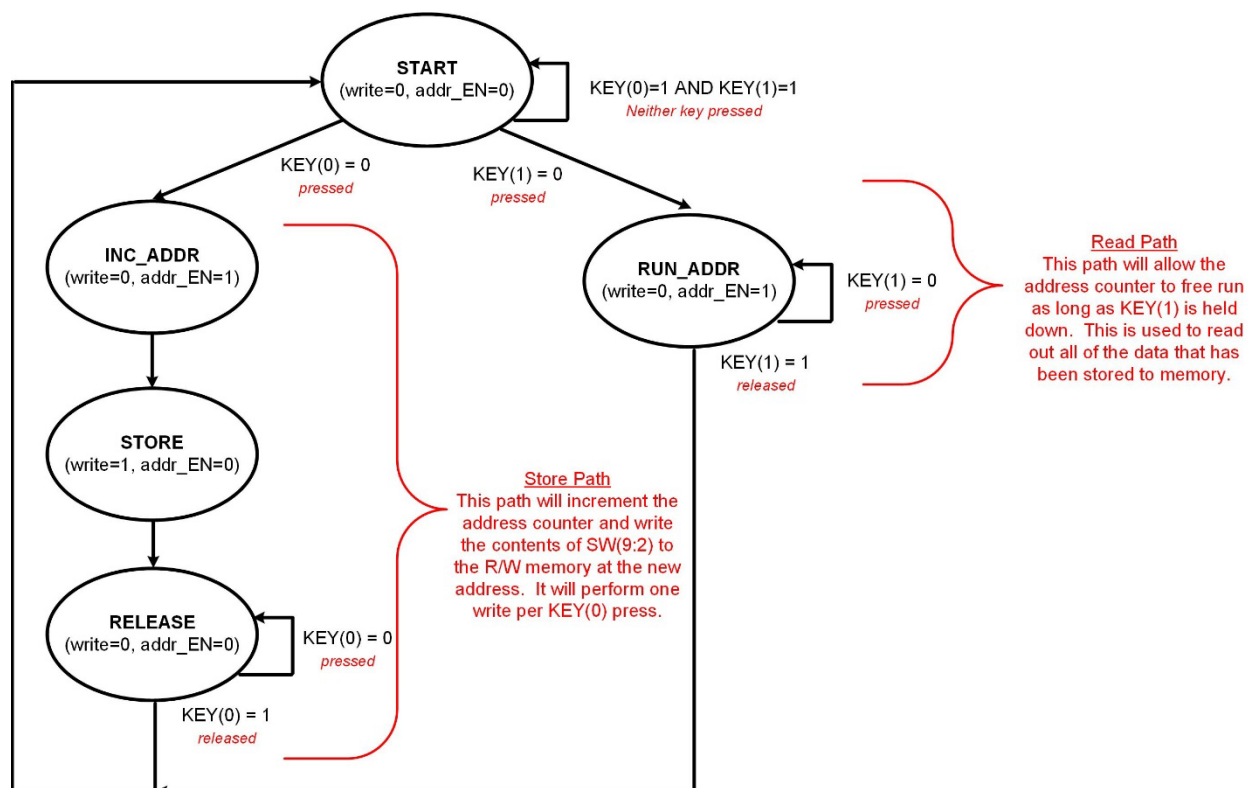 START
(write=0, addr_EN=0)
KEY(0)=1 AND KEY(1)=1
Neither key pressed
KEY(0) = 0
pressed
KEY(1) = 0
pressed
INC_ADDR
(write=0, addr_EN=1)
RUN_ADDR
(write=0, addr_EN=1)
KEY(1) = 0
pressed
KEY(1) = 1
released
Read Path
This path will allow the
address counter to free run
as long as KEY(1) is held
down. This is used to read
out all of the data that has
been stored to memory.
STORE
(write=1, addr_EN=0)
Store Path
This path will increment the
address counter and write
the contents of SW(9:2) to
the R/W memory at the new
address. It will perform one
write per KEY(0) press.
RELEASE
(write=0, addr_EN=0)
KEY(0) = 0
pressed
KEY(0) = 1
released